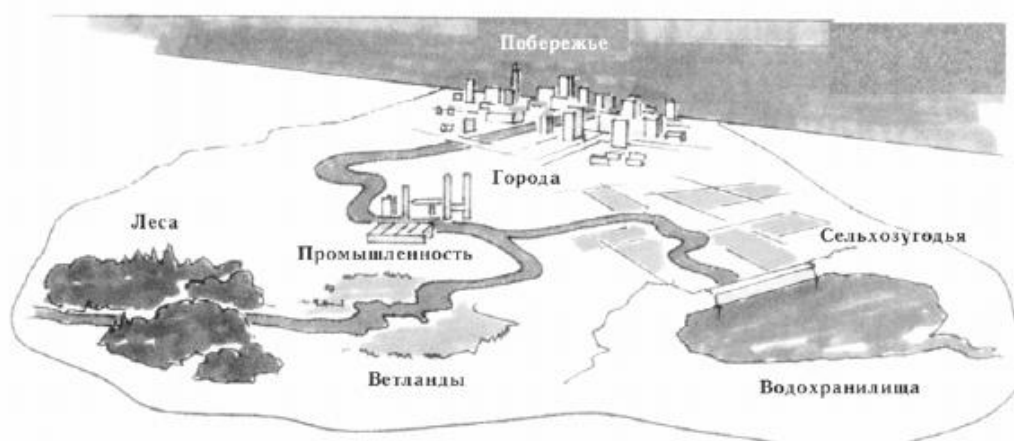 Побережье
Города
Леса
Промышленность
Сельхозугодья
Ветланды
Водохранилища